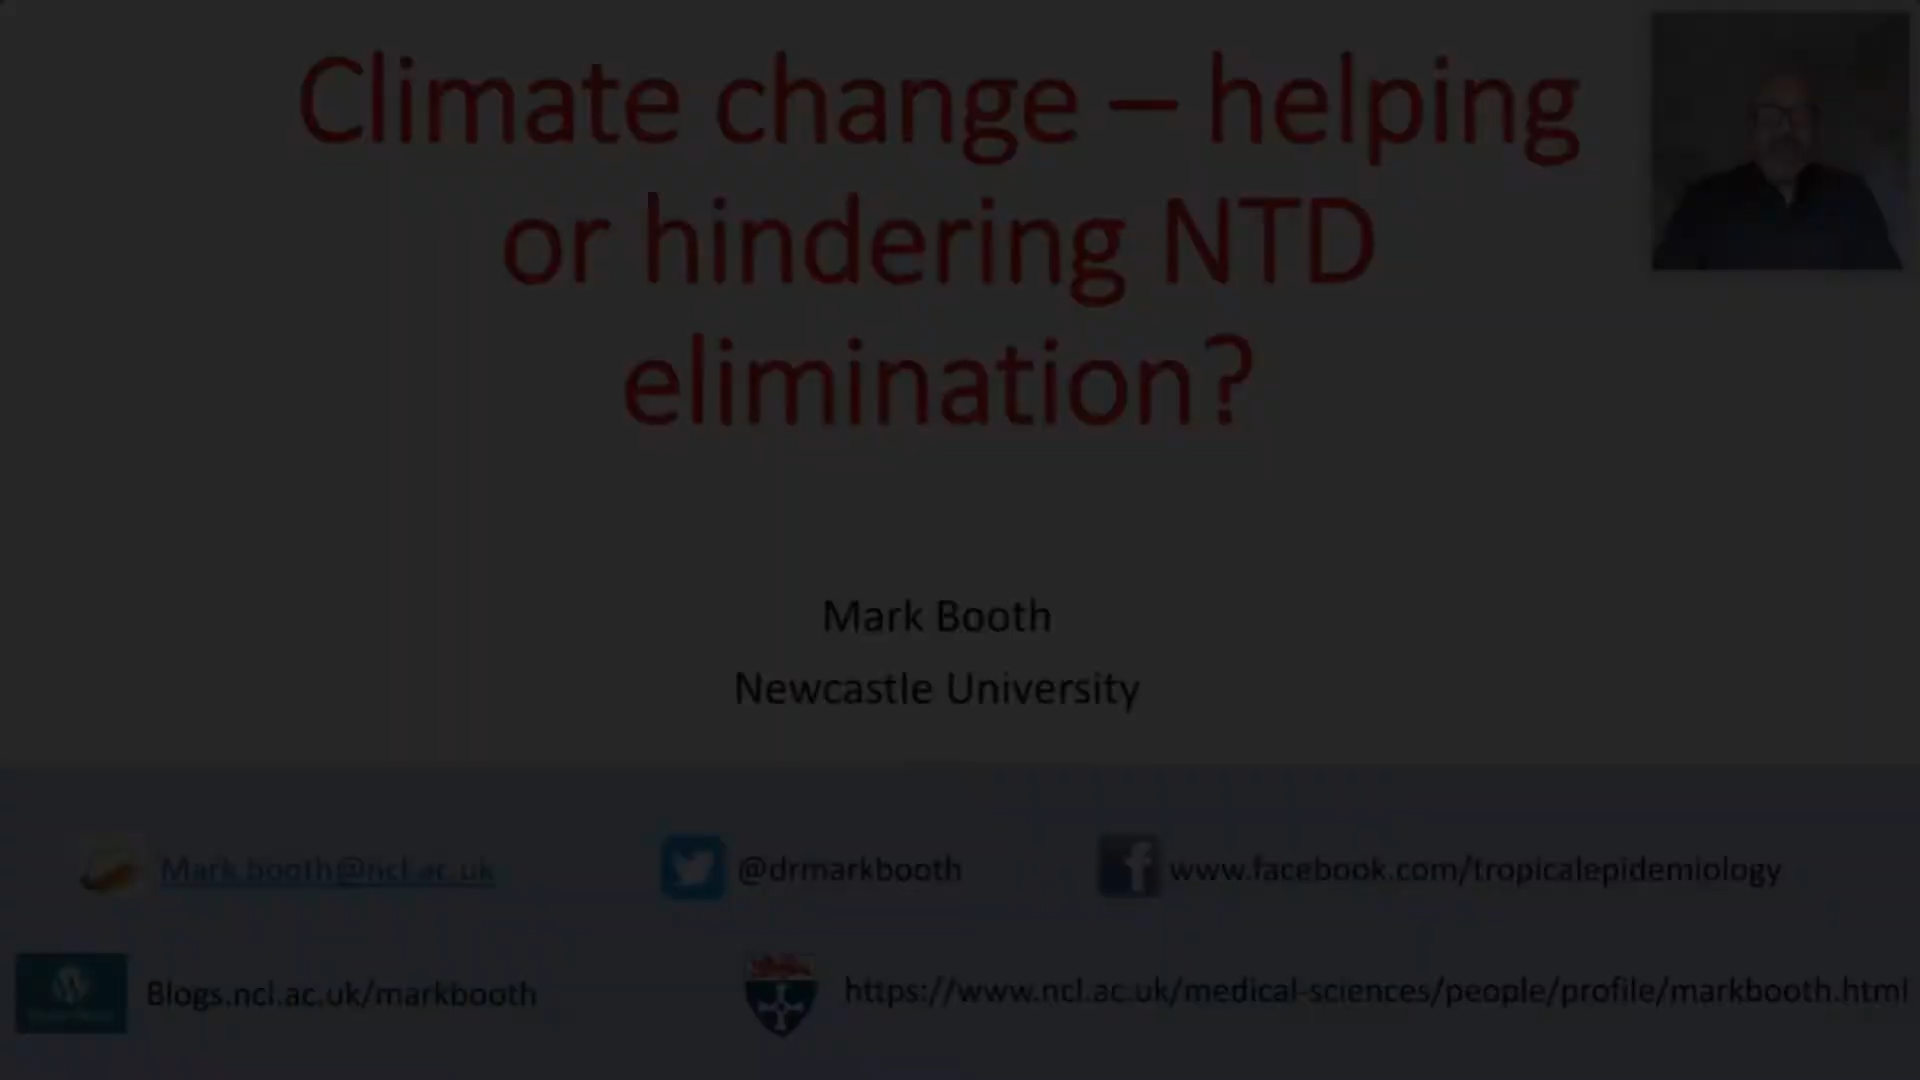 Climate change – helping
or hindering NTD
elimination?
Mark Booth
Newcastle University
Mark.booth@ncl.ac.uk
@drmarkbooth
www.facebook.com/tropicalepidemiology
Blogs.ncl.ac.uk/markbooth
https://www.ncl.ac.uk/medical-sciences/people/profile/markbooth.html